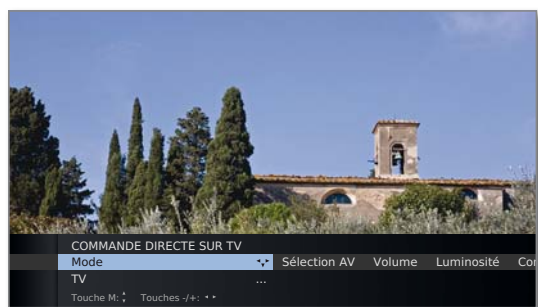 COMMANDE DIRECTE SUR TV
Mode Sélection AV Volume Luminosité
TV ...
Touche M: Touches -/+: